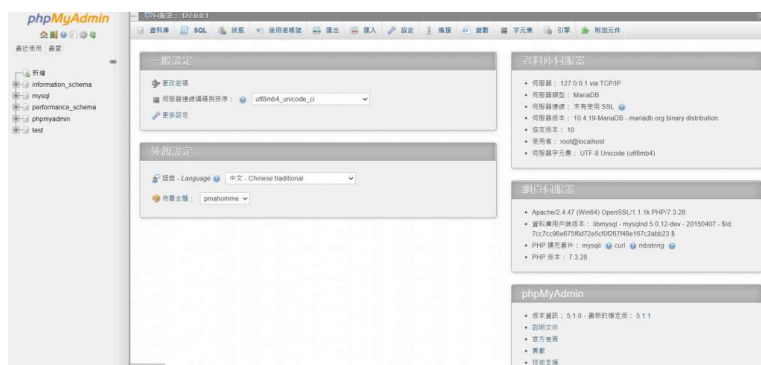 phpMyAdmin
最近使用 最愛
新增
information_schema
mysql
performance_schema
phpmyadmin
test
伺服器: 127.0.0.1
資料庫 SQL 狀態 使用者帳號 匯出 匯入 設定 備援 變數 字元集 引擎 附加元件
一般設定
更改密碼
伺服器連線編碼與排序: utf8mb4_unicode_ci
更多設定
外觀設定
語言 - Language 中文 - Chinese traditional
佈景主題: pmahomme
資料庫伺服器
伺服器: 127.0.0.1 via TCP/IP
伺服器類型: MariaDB
伺服器連線: 未有使用 SSL
伺服器版本: 10.4.19-MariaDB - mariadb.org binary distribution
協定版本: 10
使用者: root@localhost
伺服器字元集: UTF-8 Unicode (utf8mb4)
網頁伺服器
Apache/2.4.47 (Win64) OpenSSL/1.1.1k PHP/7.3.28
資料庫用戶端版本: libmysql - mysqlnd 5.0.12-dev - 20150407 - $Id:
PHP 擴充套件: mysqli curl mbstring
PHP 版本: 7.3.28
phpMyAdmin
版本資訊: 5.1.0 - 最新的穩定版: 5.1.1
說明文件
官方首頁
貢獻
技術支援